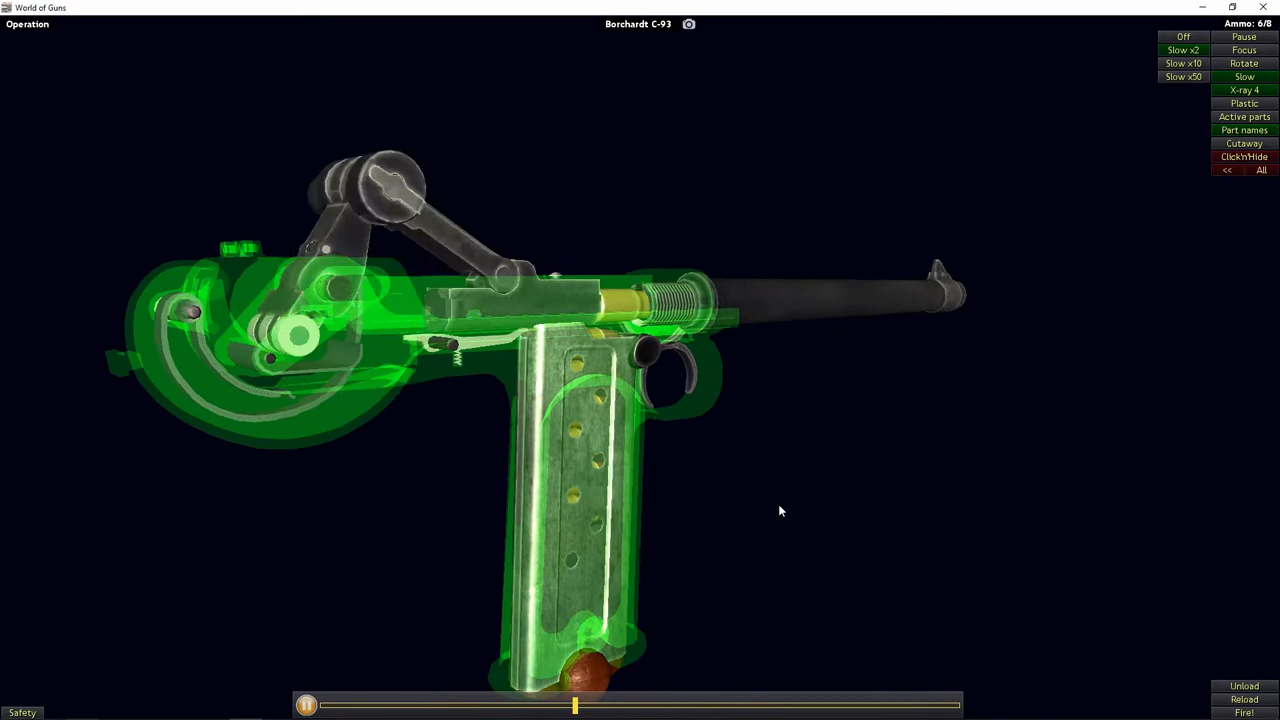 World of Guns
Operation
Borchardt C-93
Ammo: 6/8
Off
Pause
Slow x2
Focus
Slow x10
Rotate
Slow x50
Slow
X-ray 4
Plastic
Active parts
Part names
Cutaway
Click'n'Hide
<< All
Unload
Reload
Safety
Fire!